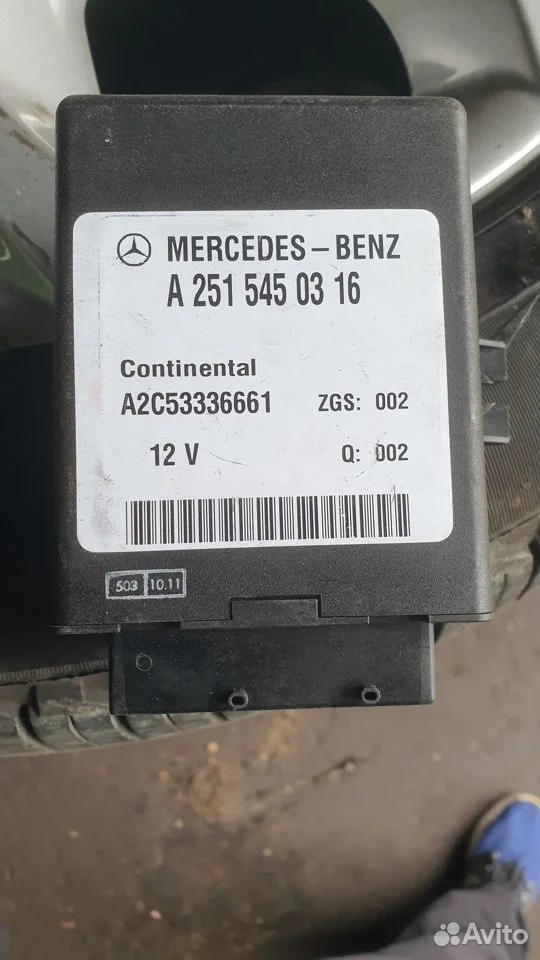 MERCEDES-BENZ
A 251 545 03 16
Continental
A2C53336661 ZGS: 002
12 V Q: 002
503 10.11
Avito